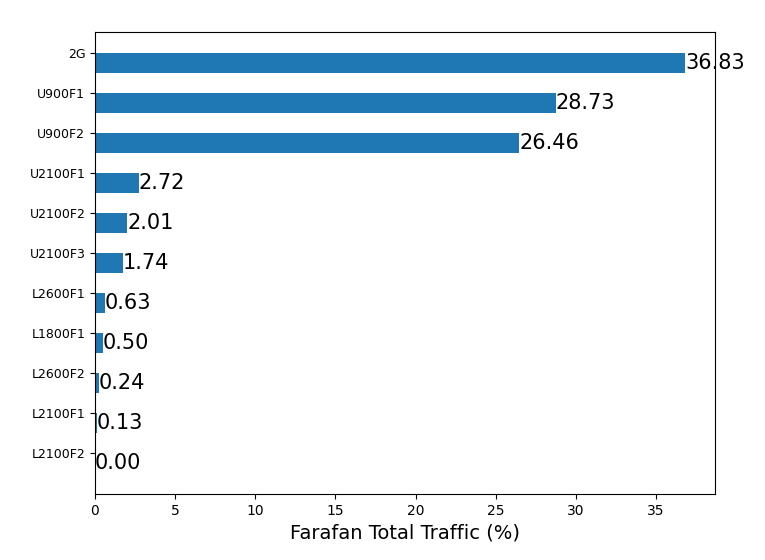 2G 36.83
U900F1 28.73
U900F2 26.46
U2100F1 2.72
U2100F2 2.01
U2100F3 1.74
L2600F1 0.63
L1800F1 0.50
L2600F2 0.24
L2100F1 0.13
L2100F2 0.00
0 5 10 15 20 25 30 35
Farafan Total Traffic (%)